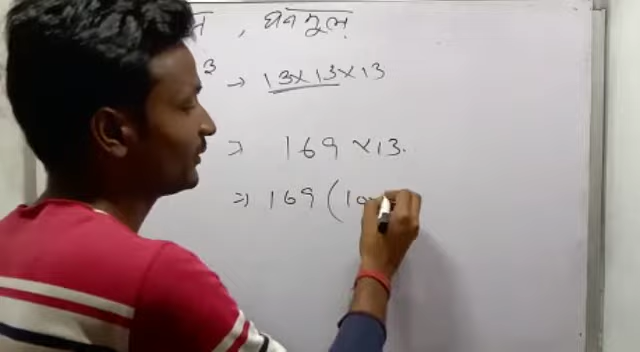 , घनमूल
3 → 13×13×13
⇒ 169 ×13.
⇒ 169 (10